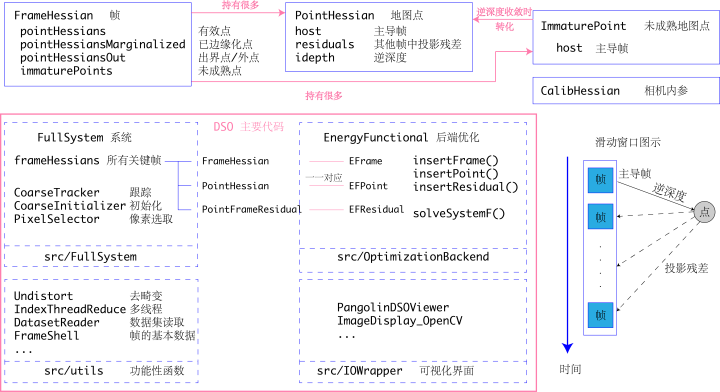 FrameHessian 帧
pointHessians 有效点
pointHessiansMarginalized 已边缘化点
pointHessiansOut 出界点/外点
immaturePoints 未成熟点
持有很多
PointHessian 地图点
host 主导帧
residuals 其他帧中投影残差
idepth 逆深度
逆深度收敛时
转化
ImmaturePoint 未成熟地图点
host 主导帧
持有很多
CalibHessian 相机内参
DSO 主要代码
FullSystem 系统
frameHessians 所有关键帧
CoarseTracker 跟踪
CoarseInitializer 初始化
PixelSelector 像素选取
src/FullSystem
FrameHessian
PointHessian
PointFrameResidual
一一对应
EnergyFunctional 后端优化
EFrame
EFPoint
EFResidual
insertFrame()
insertPoint()
insertResidual()
solveSystemF()
src/OptimizationBackend
Undistort 去畸变
IndexThreadReduce 多线程
DatasetReader 数据集读取
FrameShell 帧的基本数据
...
src/utils 功能性函数
PangolinDSOViewer
ImageDisplay_OpenCV
...
src/IOWrapper 可视化界面
滑动窗口图示
主导帧
帧
逆深度
帧
点
.
.
.
.
投影残差
帧
时间